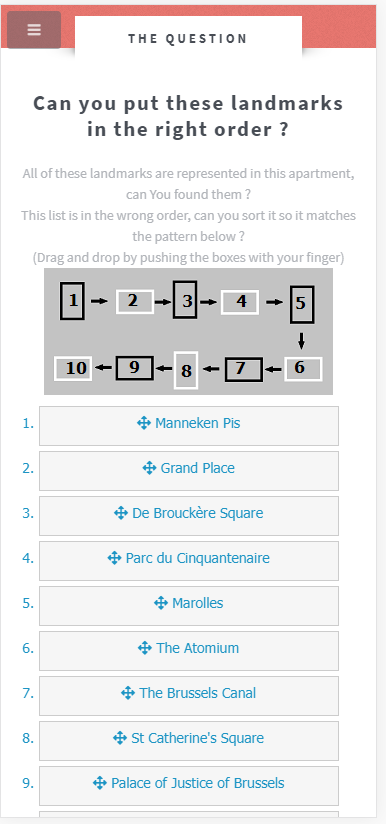 THE QUESTION
Can you put these landmarks
in the right order ?
All of these landmarks are represented in this apartment,
can You found them ?
This list is in the wrong order, can you sort it so it matches
the pattern below ?
(Drag and drop by pushing the boxes with your finger)
1 2 3 4 5
10 9 8 7 6
1. Manneken Pis
2. Grand Place
3. De Brouckère Square
4. Parc du Cinquantenaire
5. Marolles
6. The Atomium
7. The Brussels Canal
8. St Catherine's Square
9. Palace of Justice of Brussels